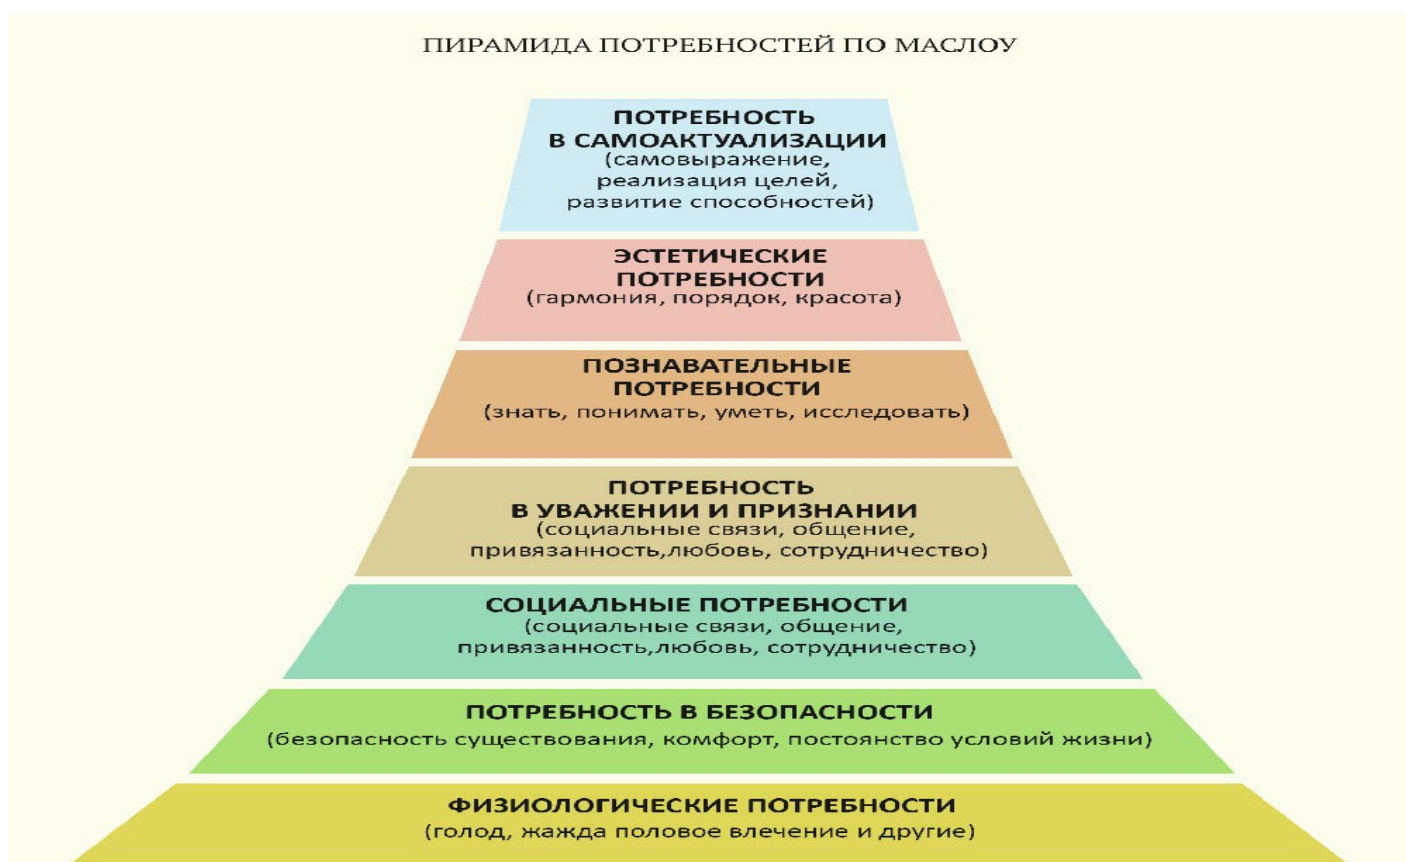 ПИРАМИДА ПОТРЕБНОСТЕЙ ПО МАСЛОУ
ПОТРЕБНОСТЬ
В САМОАКТУАЛИЗАЦИИ
(самовыражение,
реализация целей,
развитие способностей)
ЭСТЕТИЧЕСКИЕ
ПОТРЕБНОСТИ
(гармония, порядок, красота)
ПОЗНАВАТЕЛЬНЫЕ
ПОТРЕБНОСТИ
(знать, понимать, уметь, исследовать)
ПОТРЕБНОСТЬ
В УВАЖЕНИИ И ПРИЗНАНИИ
(социальные связи, общение,
привязанность,любовь, сотрудничество)
СОЦИАЛЬНЫЕ ПОТРЕБНОСТИ
(социальные связи, общение,
привязанность,любовь, сотрудничество)
ПОТРЕБНОСТЬ В БЕЗОПАСНОСТИ
(безопасность существования, комфорт, постоянство условий жизни)
ФИЗИОЛОГИЧЕСКИЕ ПОТРЕБНОСТИ
(голод, жажда половое влечение и другие)